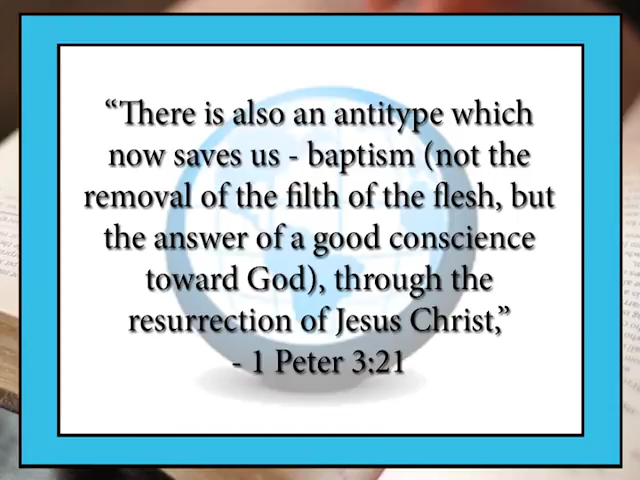 “There is also an antitype which
now saves us - baptism (not the
removal of the filth of the flesh, but
the answer of a good conscience
toward God), through the
resurrection of Jesus Christ,”
- 1 Peter 3:21